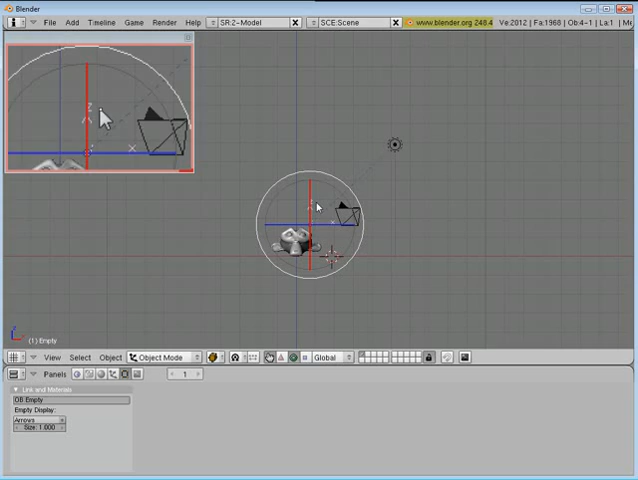 Blender
File Add Timeline Game Render Help SR:2-Model SCE:Scene www.blender.org 248.4 Ve:2012 | Fa:1968 | Ob:4-1 | La:1
Z
Z
(1) Empty
View Select Object Object Mode Global
Panels 1
Link and Materials
OB:Empty
Empty Display:
Arrows
Size: 1.000